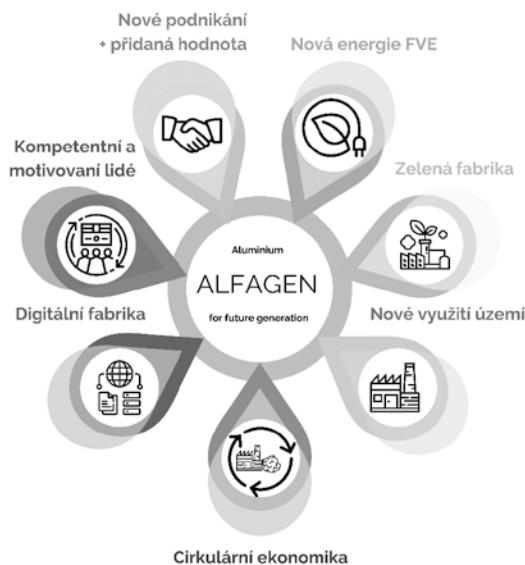 Nové podnikání
+ přidaná hodnota
Nová energie FVE
Kompetentní a
motivovaní lidé
Zelená fabrika
Aluminium
ALFAGEN
for future generation
Digitální fabrika
Nové využití území
Cirkulární ekonomika